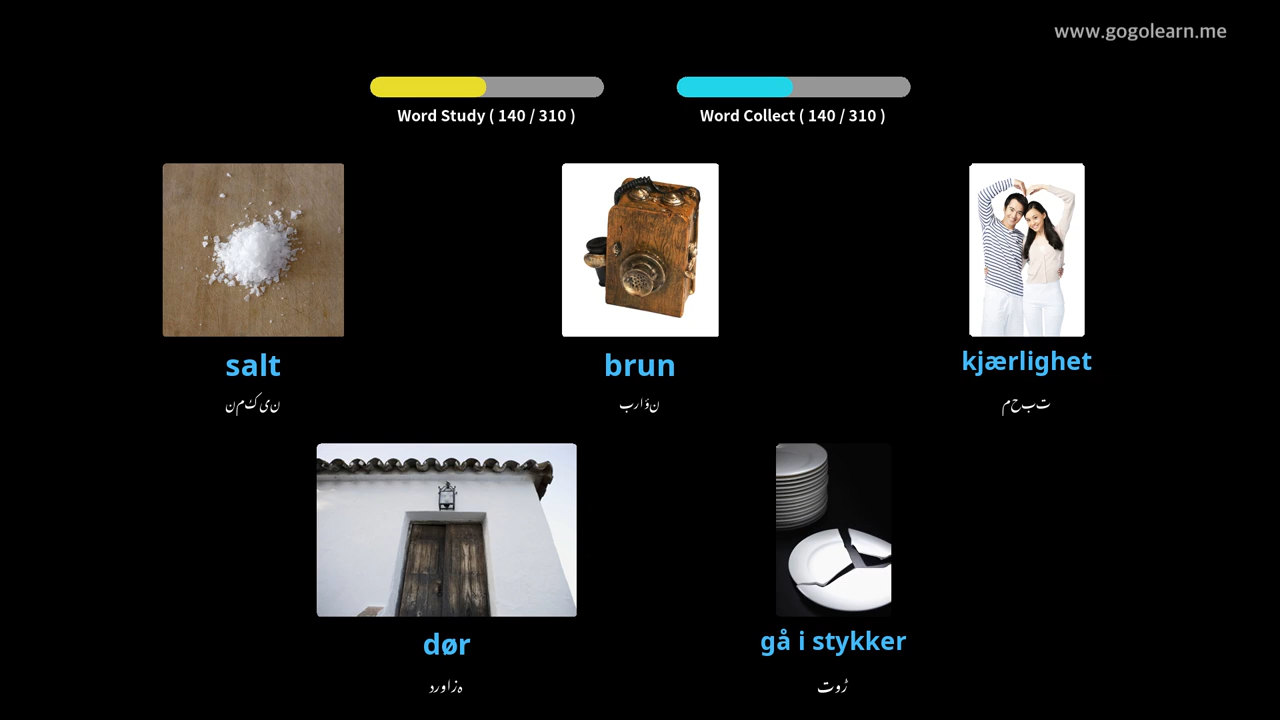 www.gogolearn.me
Word Study ( 140 / 310 )
Word Collect ( 140 / 310 )
salt
نمکین
brun
براؤن
kjærlighet
محبت
dør
دروازہ
gå i stykker
توڑ